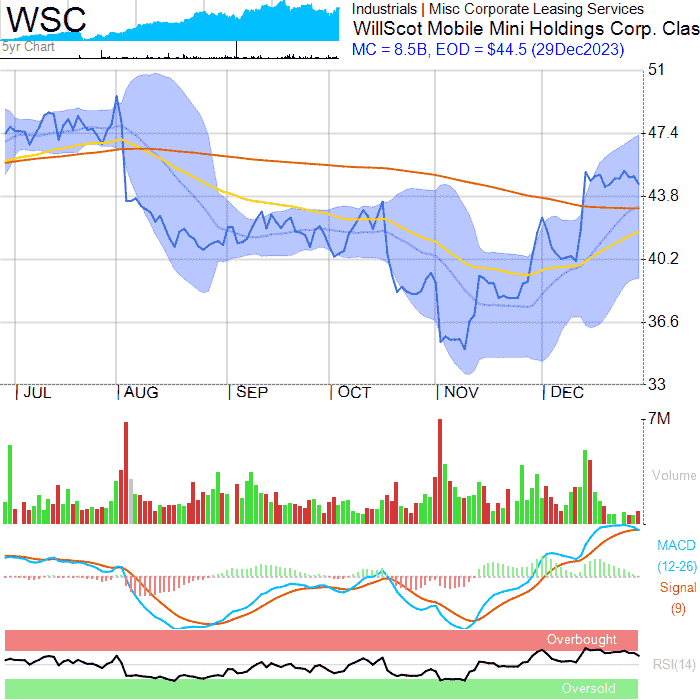 WSC
5yr Chart
Industrials | Misc Corporate Leasing Services
WillScot Mobile Mini Holdings Corp. Clas
MC = 8.5B, EOD = $44.5 (29Dec2023)
51
47.4
43.8
40.2
36.6
33
JUL AUG SEP OCT NOV DEC
7M
Volume
MACD
(12-26)
Signal
(9)
Overbought
RSI(14)
Oversold